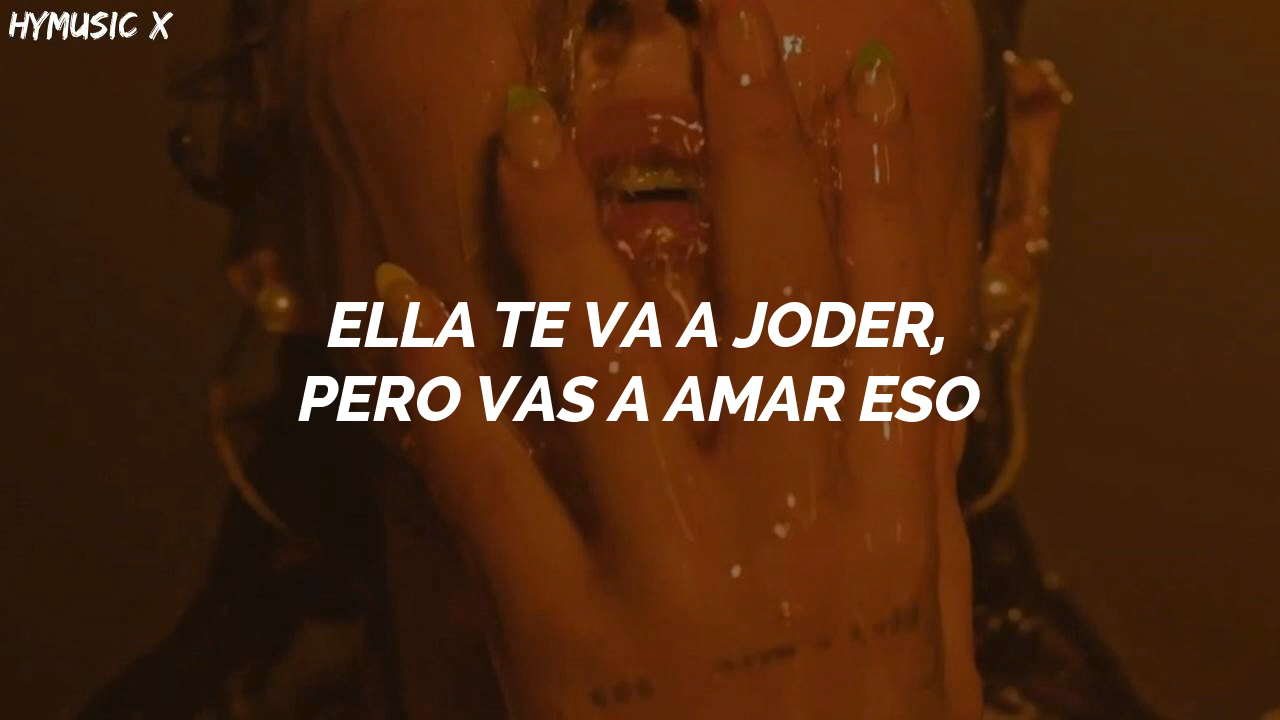 HYMUSIC X
ELLA TE VA A JODER,
PERO VAS A AMAR ESO